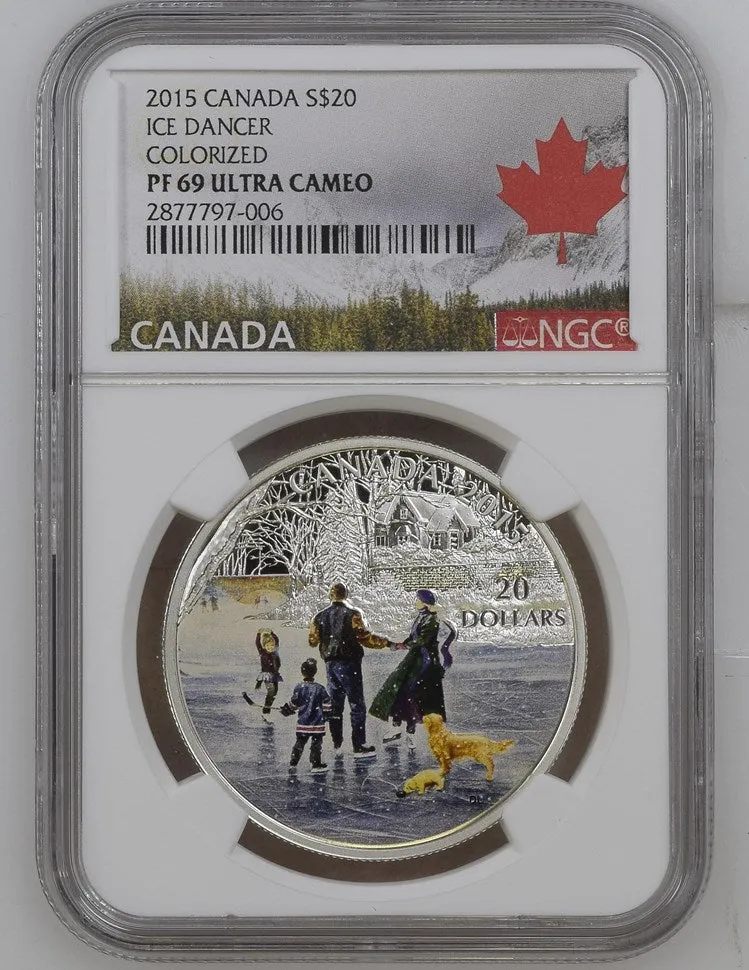 2015 CANADA S$20
ICE DANCER
COLORIZED
PF 69 ULTRA CAMEO
2877797-006
CANADA
NGC®
CANADA 2015
20
DOLLARS